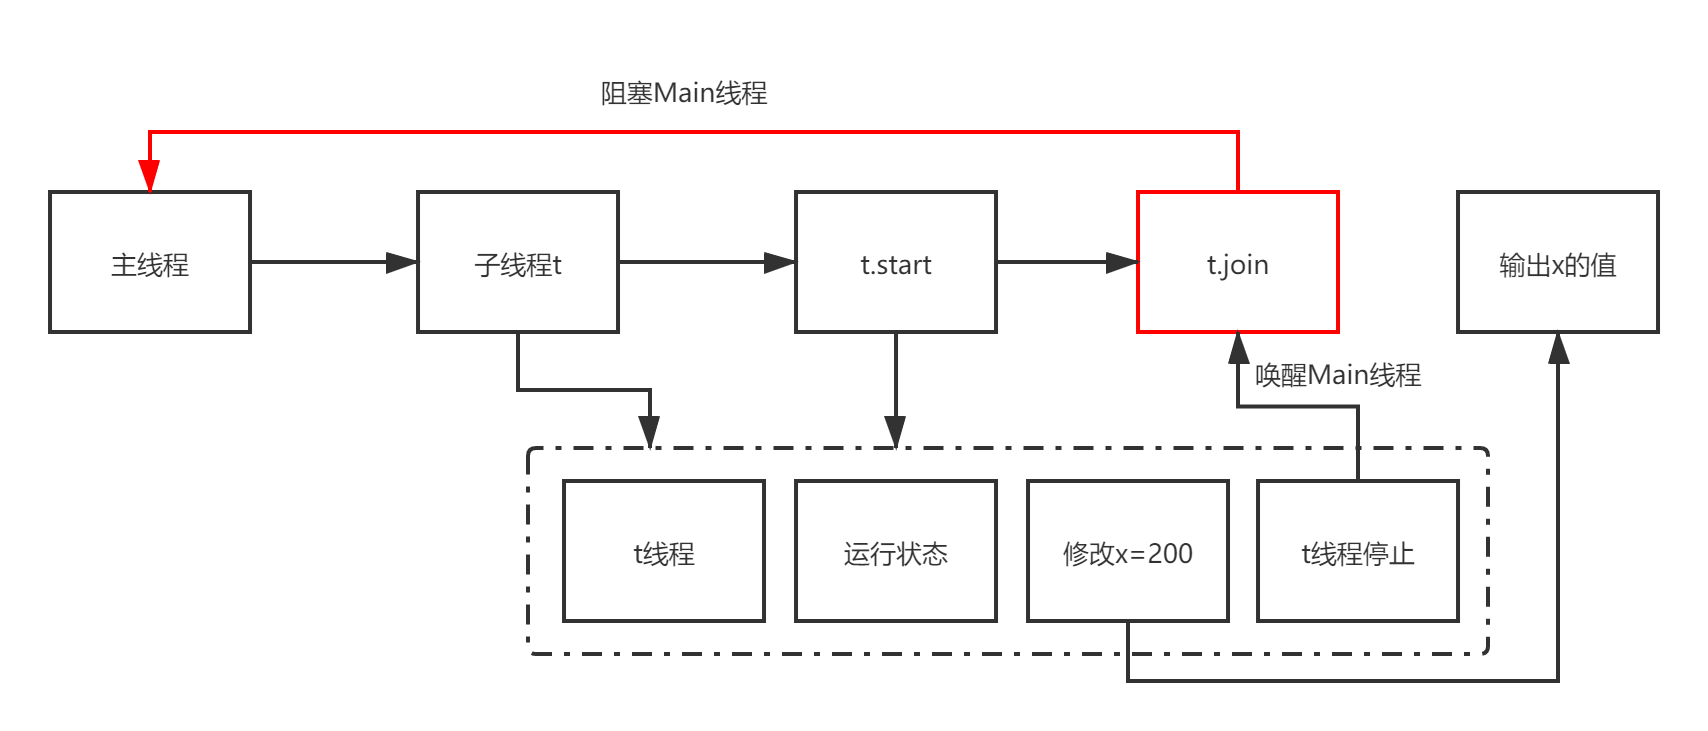 阻塞Main线程
主线程
子线程t
t.start
t.join
输出x的值
唤醒Main线程
t线程
运行状态
修改x=200
t线程停止